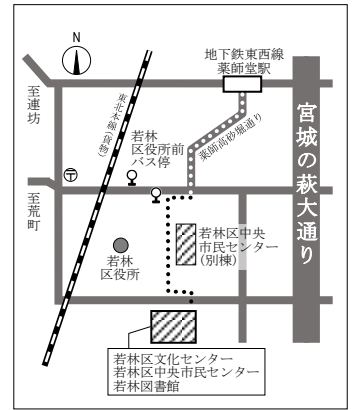 N
地下鉄東西線
薬師堂駅
至連坊
東北本線（貨物）
若林
区役所前
バス停
薬師高砂堀通り
宮城の萩大通り
〒
至荒町
若林
区役所
若林区中央
市民センター
（別棟）
若林区文化センター
若林区中央市民センター
若林図書館